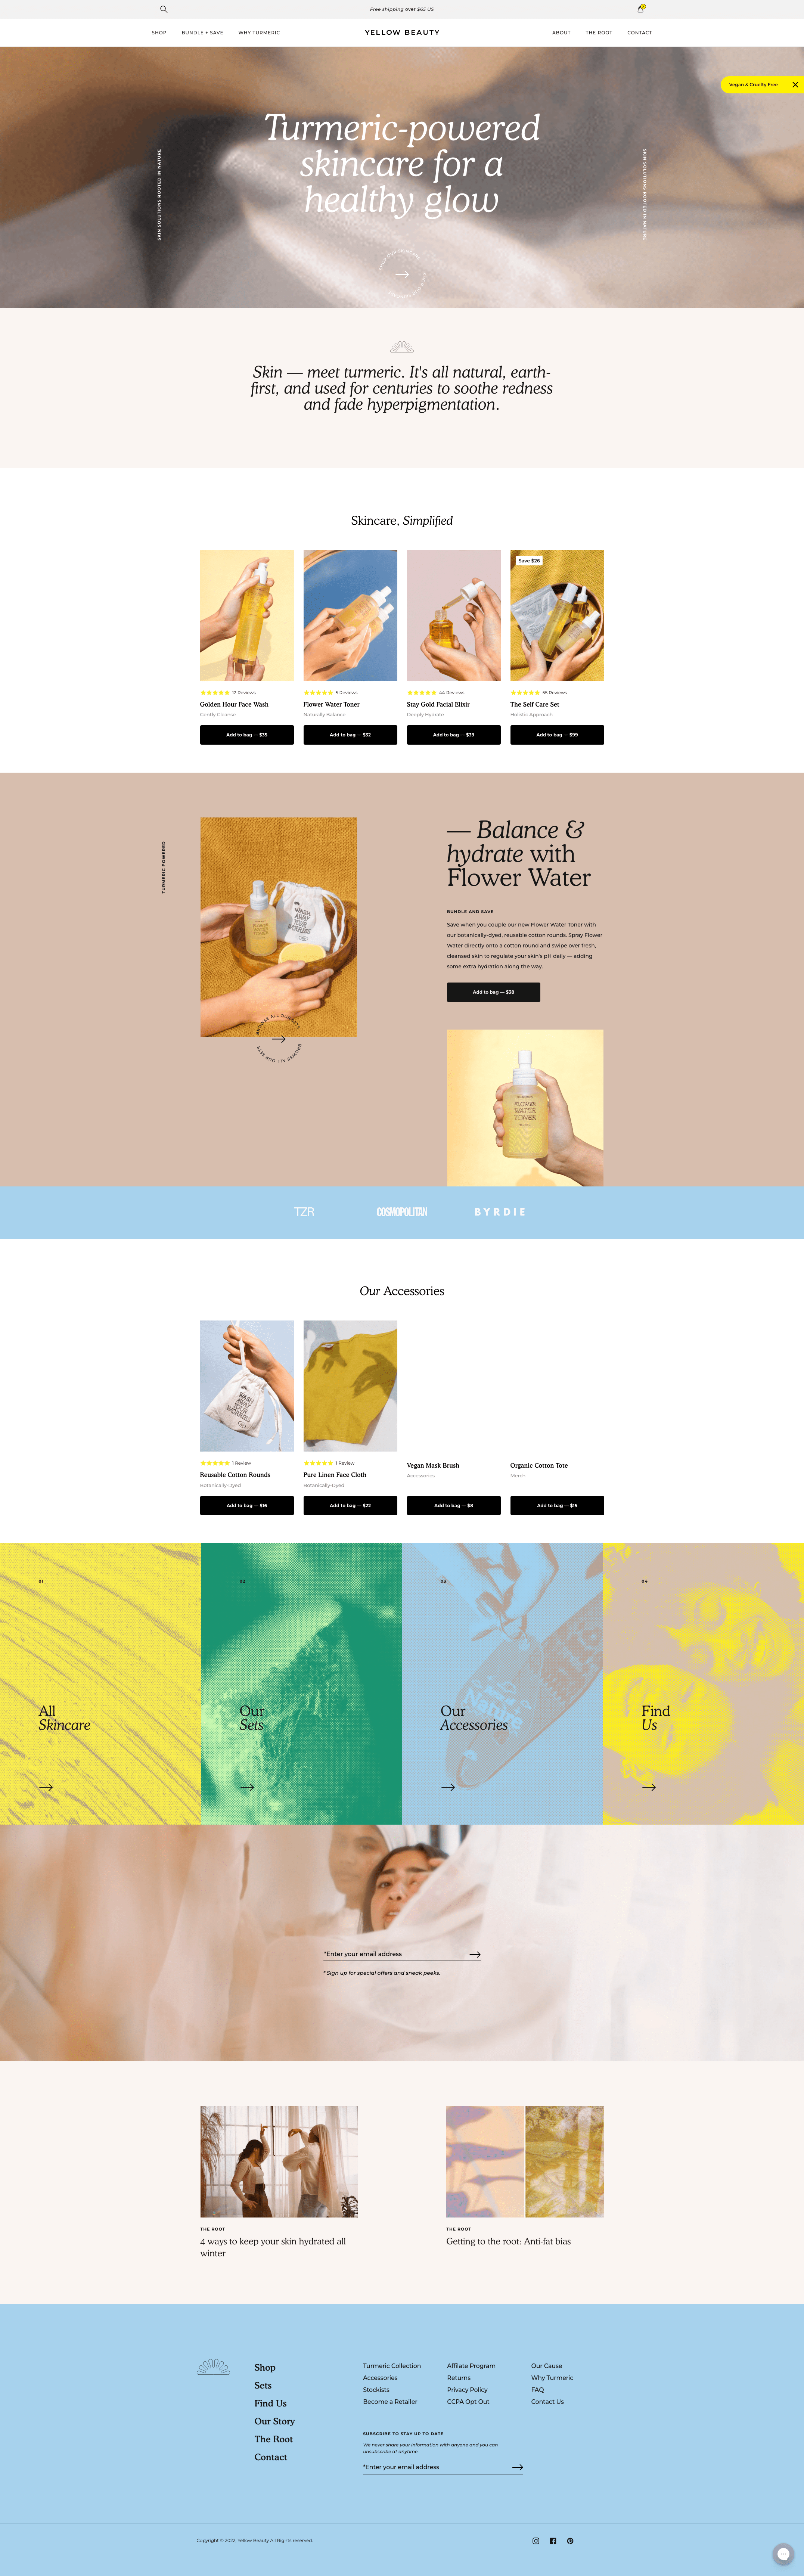 Free shipping over $65 US
SHOP
BUNDLE + SAVE
WHY TURMERIC
YELLOW BEAUTY
ABOUT
THE ROOT
CONTACT
Vegan & Cruelty Free
Turmeric-powered
skincare for a
healthy glow
SKIN SOLUTIONS ROOTED IN NATURE
SKIN SOLUTIONS ROOTED IN NATURE
Skin — meet turmeric. It's all natural, earth-
first, and used for centuries to soothe redness
and fade hyperpigmentation.
Skincare, Simplified
12 Reviews
Golden Hour Face Wash
Gently Cleanse
Add to bag — $35
5 Reviews
Flower Water Toner
Naturally Balance
Add to bag — $32
44 Reviews
Stay Gold Facial Elixir
Deeply Hydrate
Add to bag — $39
Save $26
55 Reviews
The Self Care Set
Holistic Approach
Add to bag — $99
TURMERIC POWERED
WASH
AWAY
YOUR
WORRIES
BROWSE ALL OUR SETS
BROWSE ALL OUR SETS
— Balance &
hydrate with
Flower Water
BUNDLE AND SAVE
Save when you couple our new Flower Water Toner with
our botanically-dyed, reusable cotton rounds. Spray Flower
Water directly onto a cotton round and swipe over fresh,
cleansed skin to regulate your skin's pH daily — adding
some extra hydration along the way.
Add to bag — $38
FLOWER
WATER
TONER
TZR
COSMOPOLITAN
BYRDIE
Our Accessories
WASH
AWAY
YOUR
WORRIES
1 Review
Reusable Cotton Rounds
Botanically-Dyed
Add to bag — $16
1 Review
Pure Linen Face Cloth
Botanically-Dyed
Add to bag — $22
Vegan Mask Brush
Accessories
Add to bag — $8
Organic Cotton Tote
Merch
Add to bag — $15
01
All
Skincare
02
Our
Sets
03
Our
Accessories
04
Find
Us
*Enter your email address
* Sign up for special offers and sneak peeks.
THE ROOT
4 ways to keep your skin hydrated all
winter
THE ROOT
Getting to the root: Anti-fat bias
Shop
Sets
Find Us
Our Story
The Root
Contact
Turmeric Collection
Accessories
Stockists
Become a Retailer
Affilate Program
Returns
Privacy Policy
CCPA Opt Out
Our Cause
Why Turmeric
FAQ
Contact Us
SUBSCRIBE TO STAY UP TO DATE
We never share your information with anyone and you can
unsubscribe at anytime.
*Enter your email address
Copyright © 2022, Yellow Beauty All Rights reserved.